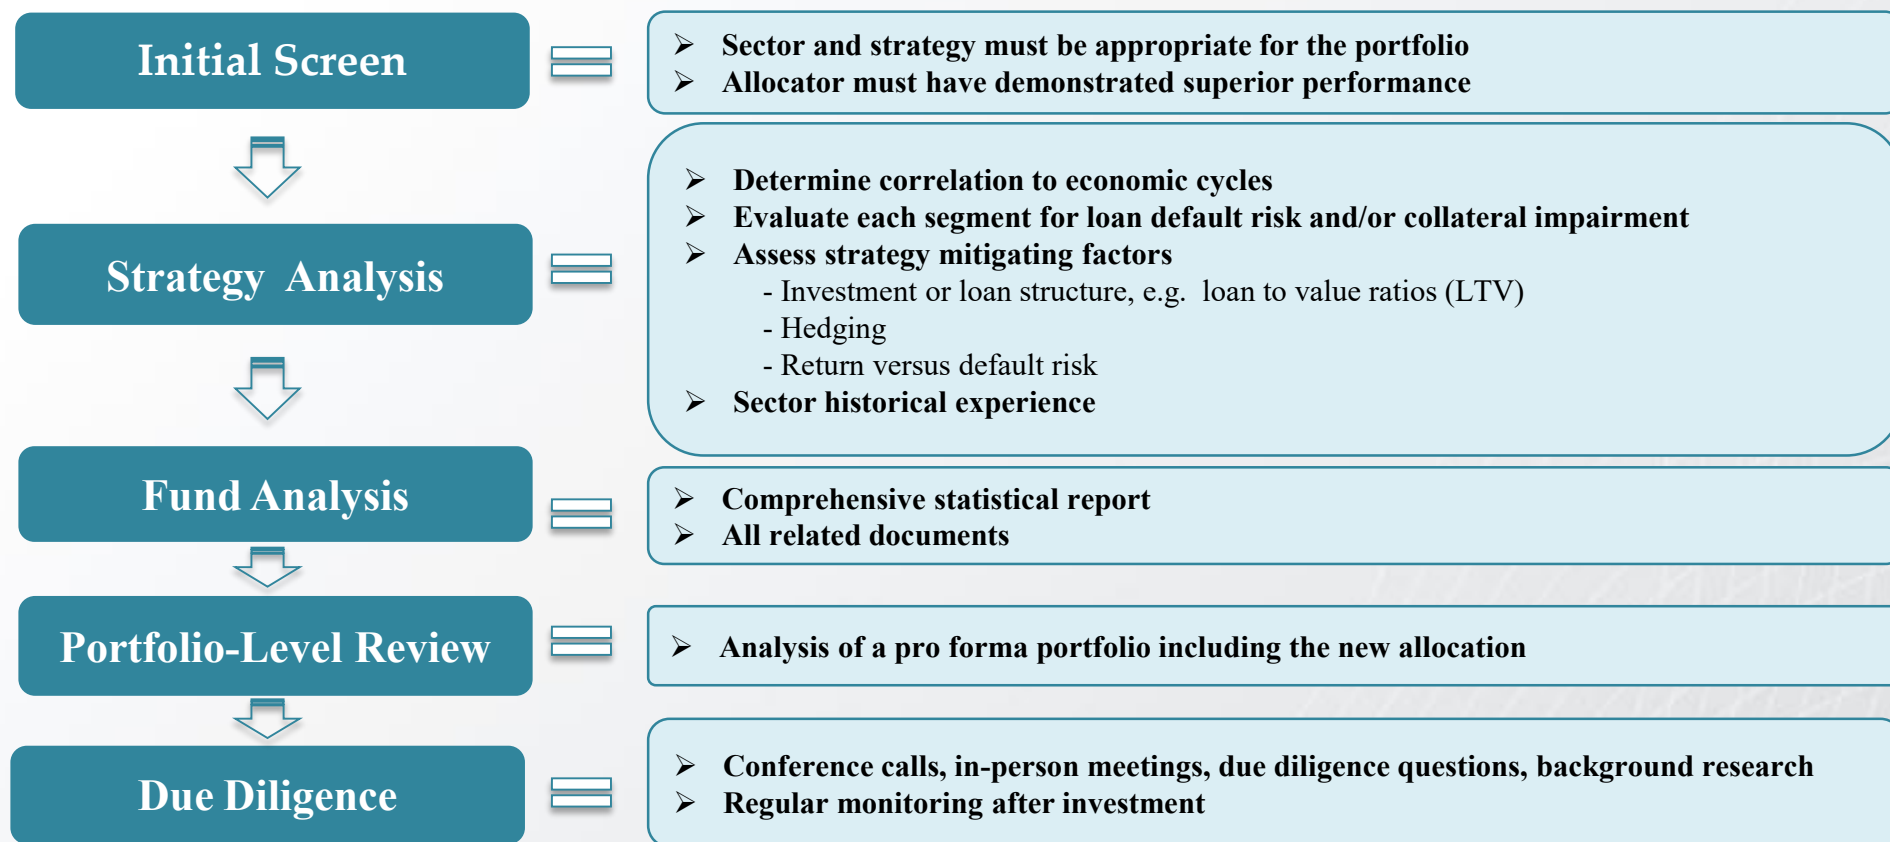 Initial Screen
➢ Sector and strategy must be appropriate for the portfolio
➢ Allocator must have demonstrated superior performance
Strategy Analysis
➢ Determine correlation to economic cycles
➢ Evaluate each segment for loan default risk and/or collateral impairment
➢ Assess strategy mitigating factors
- Investment or loan structure, e.g. loan to value ratios (LTV)
- Hedging
- Return versus default risk
➢ Sector historical experience
Fund Analysis
➢ Comprehensive statistical report
➢ All related documents
Portfolio-Level Review
➢ Analysis of a pro forma portfolio including the new allocation
Due Diligence
➢ Conference calls, in-person meetings, due diligence questions, background research
➢ Regular monitoring after investment